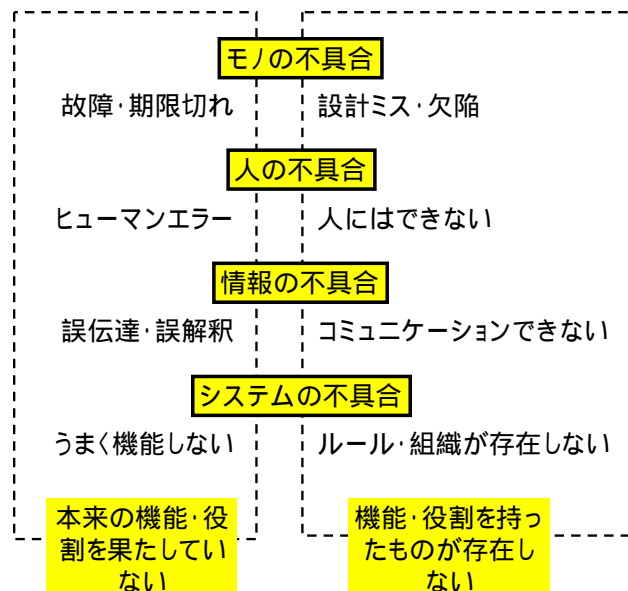 モノの不具合
故障･期限切れ
設計ミス･欠陥
人の不具合
ヒューマンエラー
人にはできない
情報の不具合
誤伝達･誤解釈
コミュニケーションできない
システムの不具合
うまく機能しない
ルール･組織が存在しない
本来の機能･役
割を果たしてい
ない
機能･役割を持っ
たものが存在し
ない